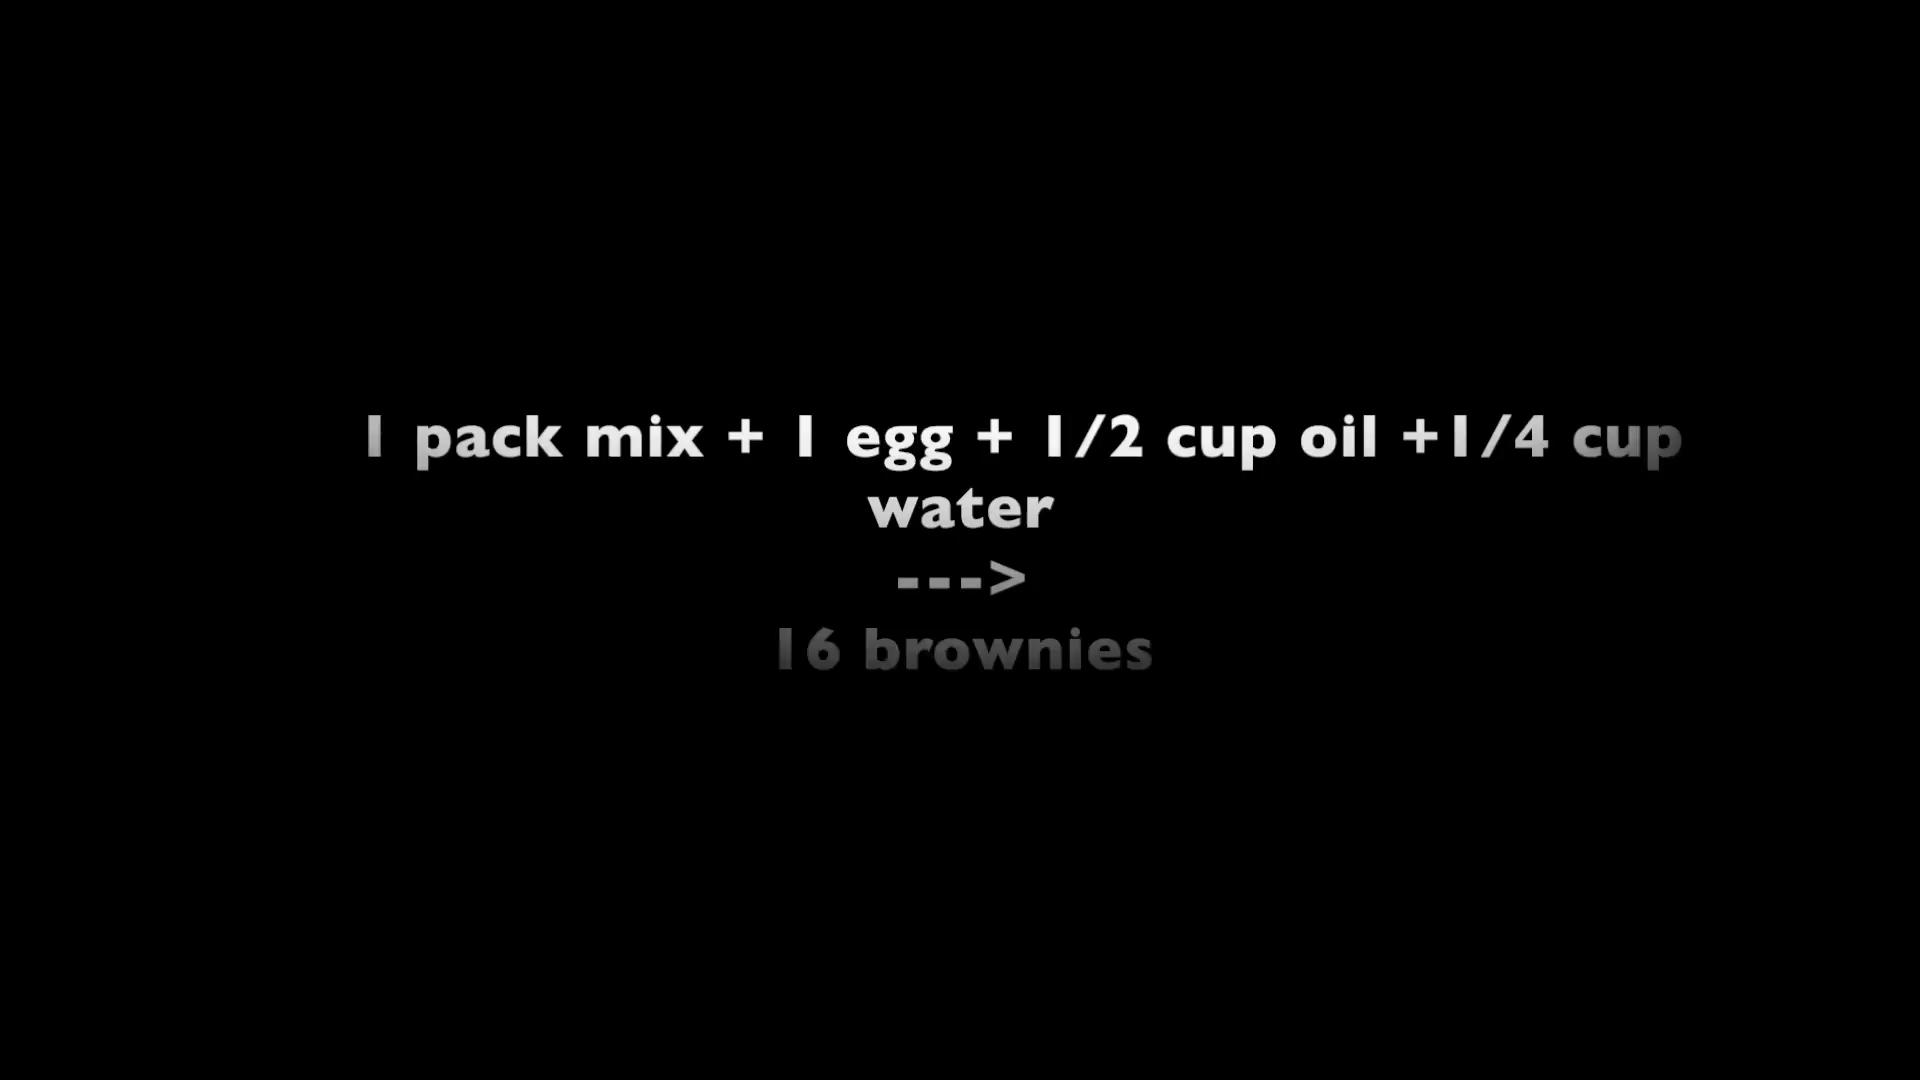 1 pack mix + 1 egg + 1/2 cup oil +1/4 cup
water
--->
16 brownies